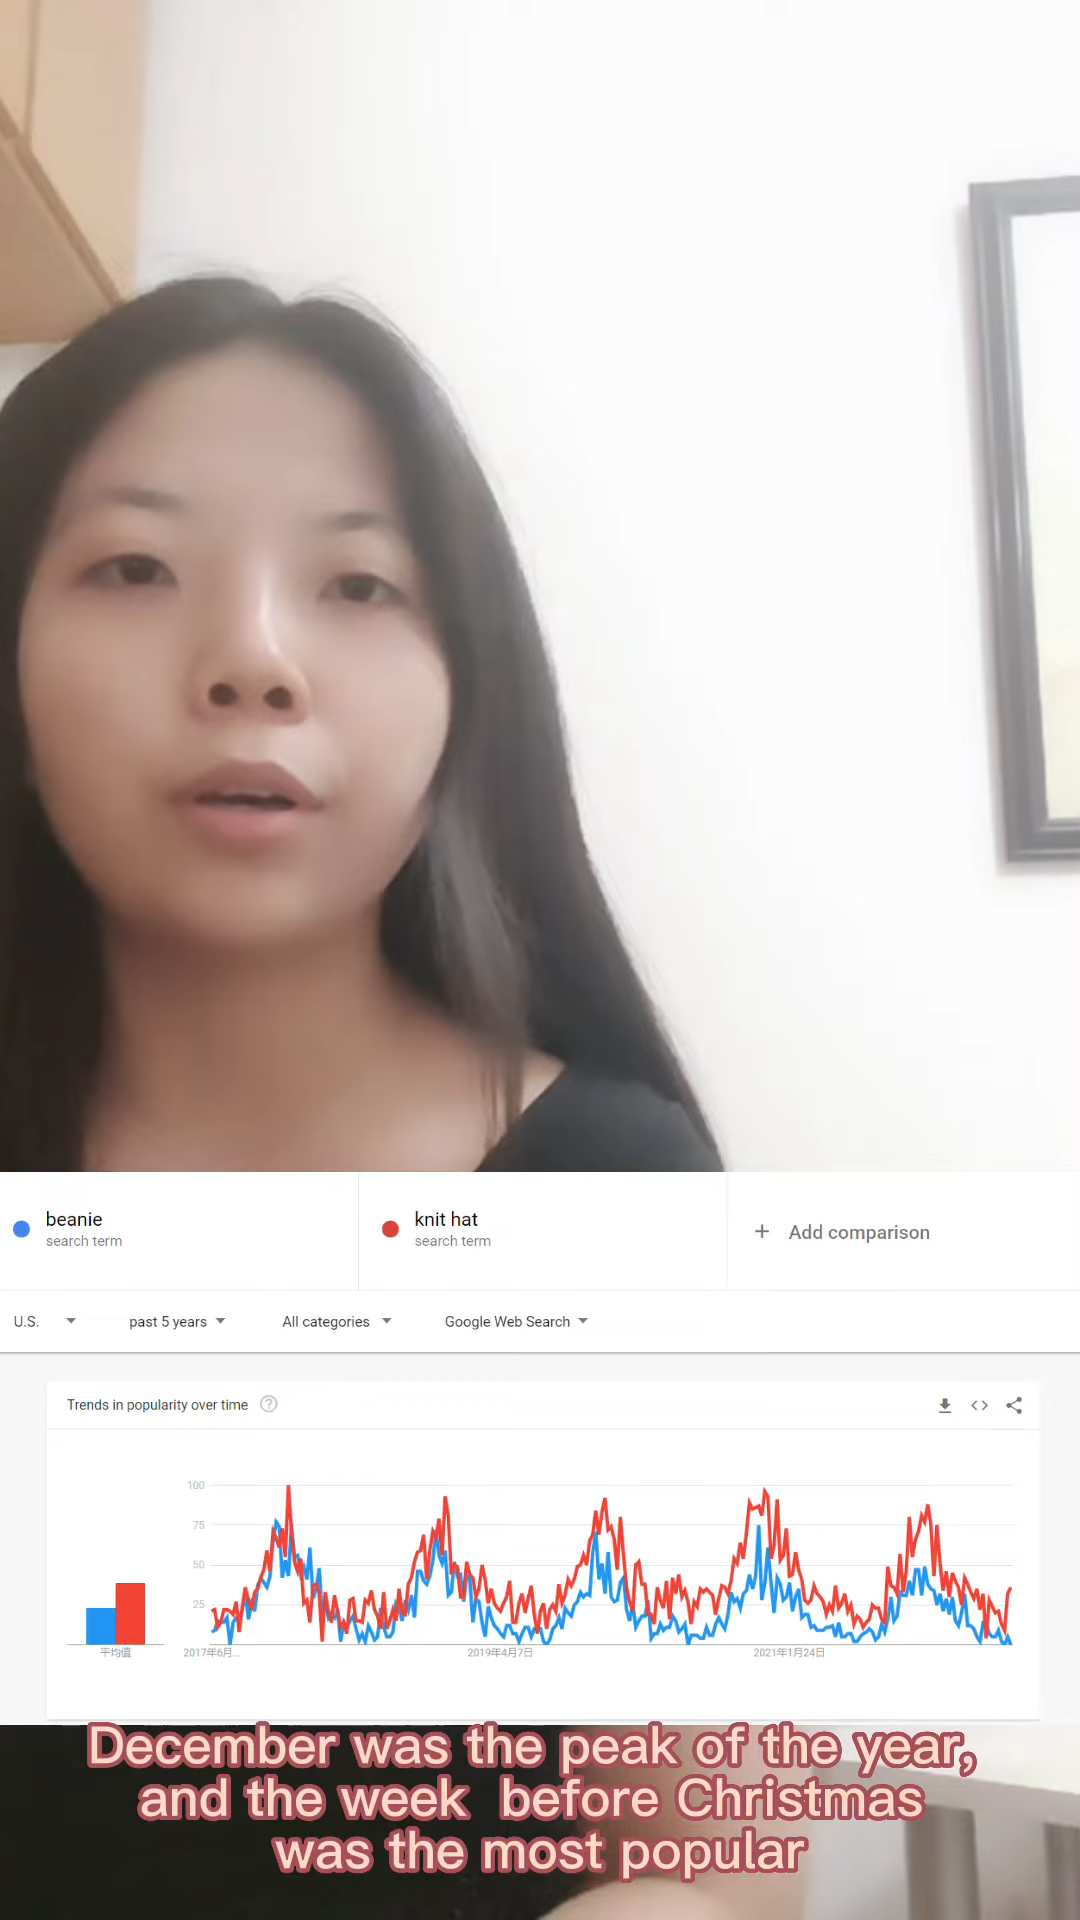 beanie
search term
knit hat
search term
+ Add comparison
U.S.
past 5 years
All categories
Google Web Search
Trends in popularity over time
100
75
50
25
平均值
2017年6月...
2019年4月7日
2021年1月24日
December was the peak of the year,
and the week before Christmas
was the most popular